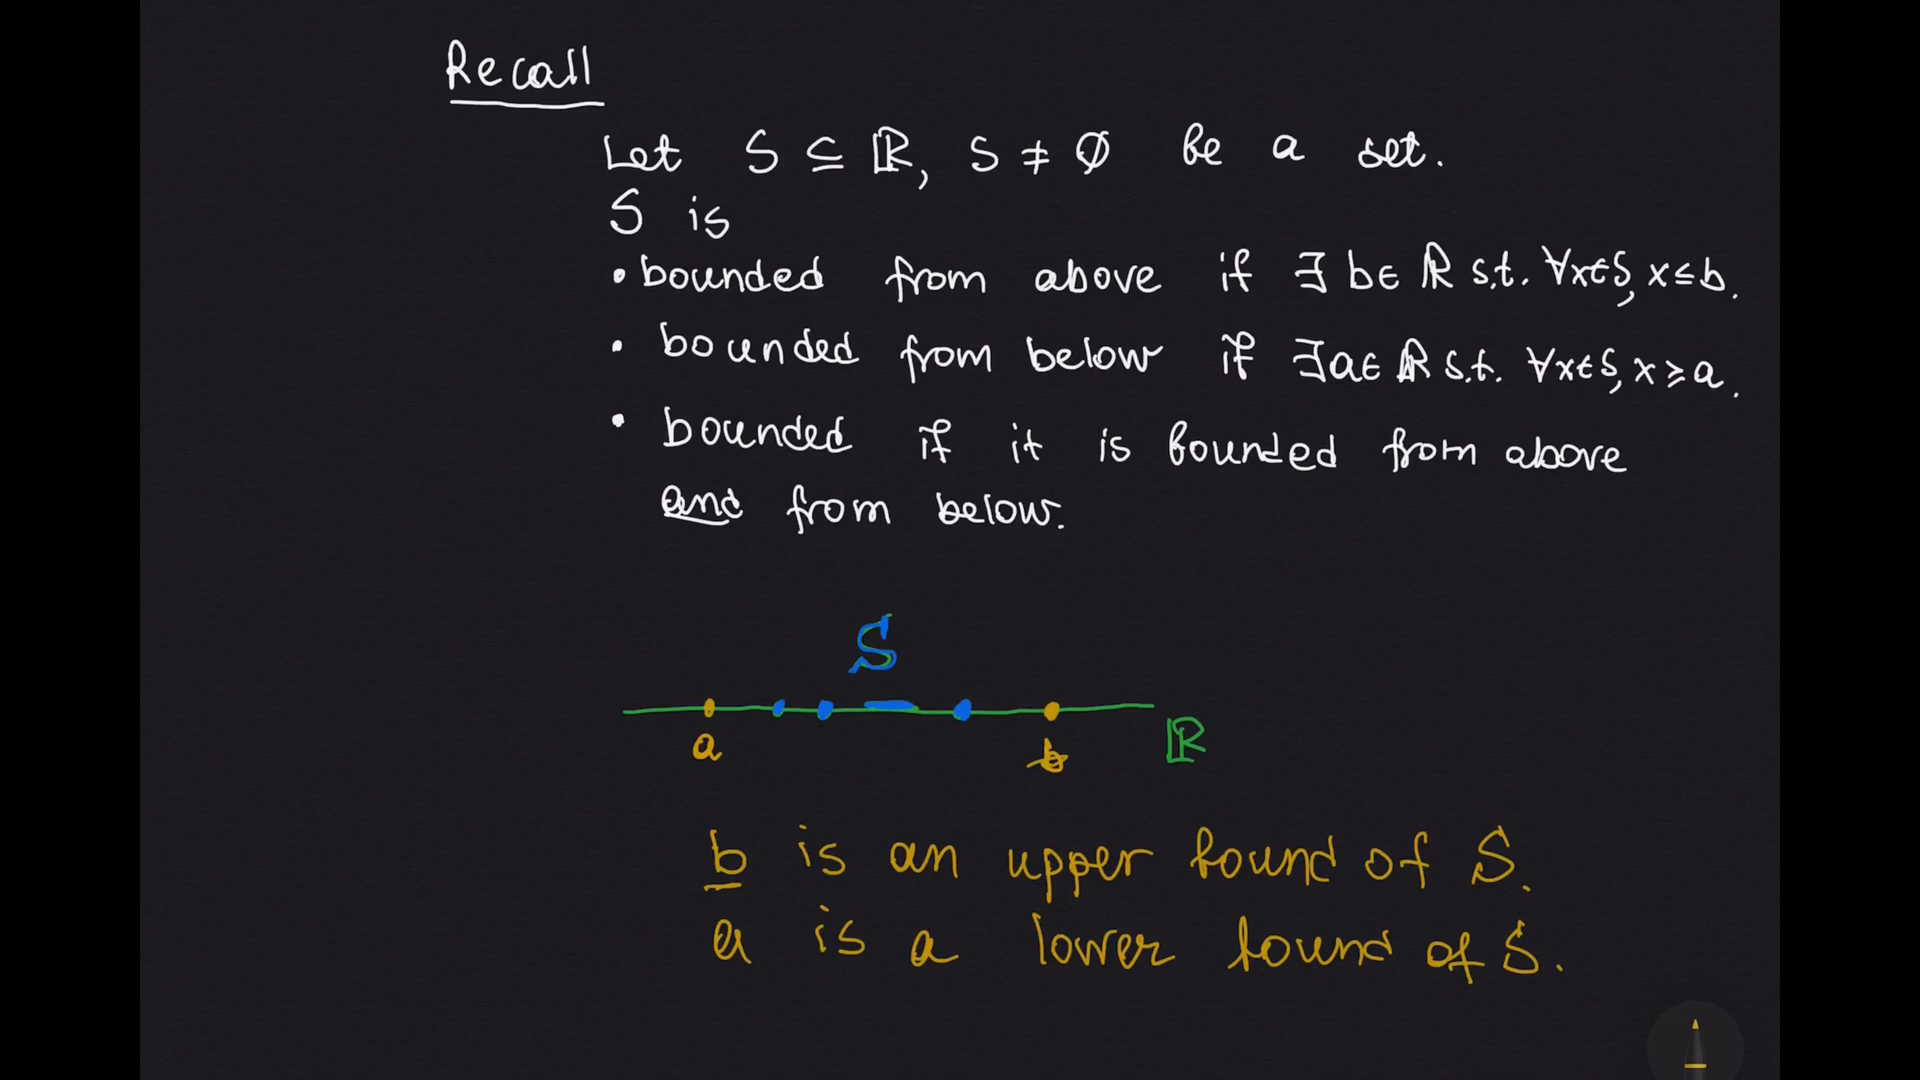 Recall
Let S ⊆ ℝ, S ≠ ∅ be a set.
S is
• bounded from above if ∃ b ∈ ℝ s.t. ∀x∈S, x ≤ b.
• bounded from below if ∃a∈ ℝ s.t. ∀x∈S, x ⩾ a.
• bounded if it is bounded from above
and from below.
S
a b ℝ
b is an upper bound of S.
a is a lower bound of S.